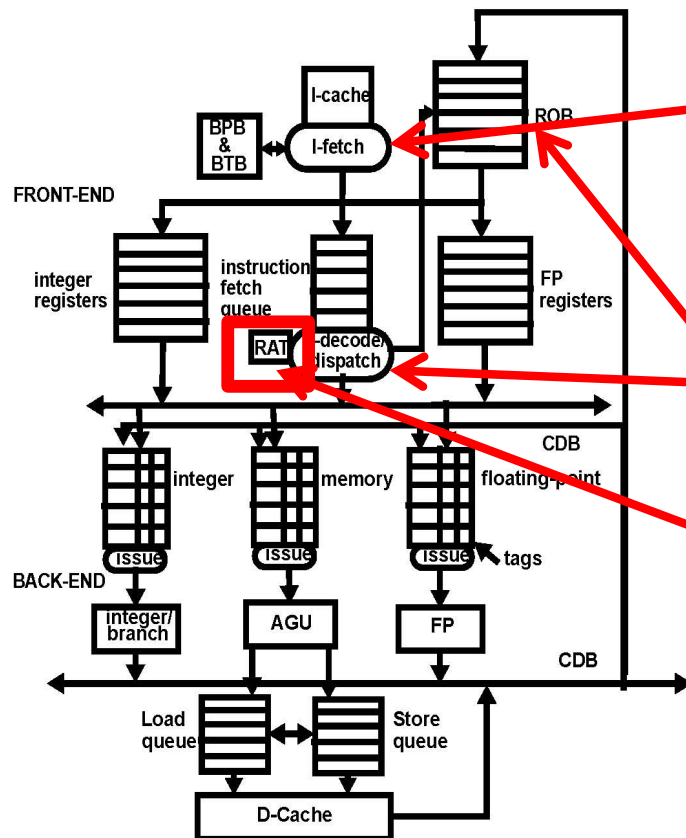 I-cache
ROB
BPB
&
BTB
I-fetch
FRONT-END
integer
registers
instruction
fetch
queue
FP
registers
RAT
-decode/
dispatch
CDB
integer
memory
floating-point
issue
issue
issue
tags
BACK-END
integer/
branch
AGU
FP
CDB
Load
queue
Store
queue
D-Cache